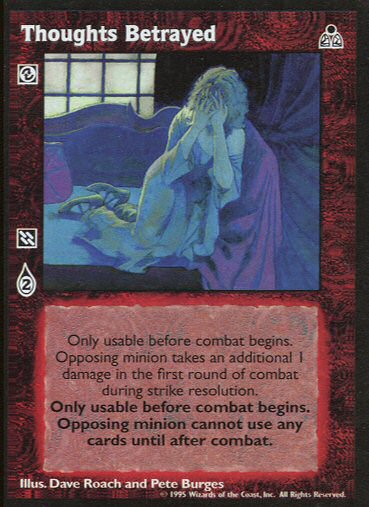 Thoughts Betrayed
2
Only usable before combat begins.
Opposing minion takes an additional 1
damage in the first round of combat
during strike resolution.
Only usable before combat begins.
Opposing minion cannot use any
cards until after combat.
Illus. Dave Roach and Pete Burges
© 1995 Wizards of the Coast, Inc. All Rights Reserved.